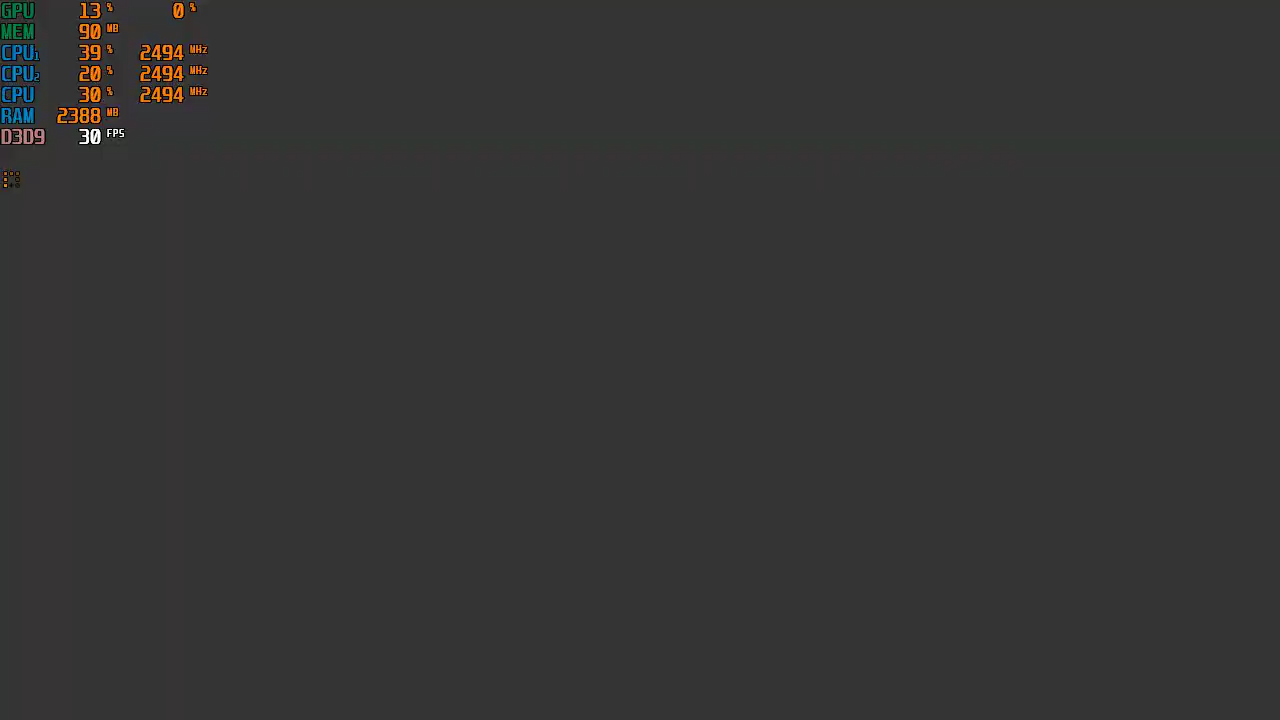 GPU 13 % 0 %
MEM 90 MB
CPU1 39 % 2494 MHz
CPU2 20 % 2494 MHz
CPU 30 % 2494 MHz
RAM 2388 MB
D3D9 30 FPS